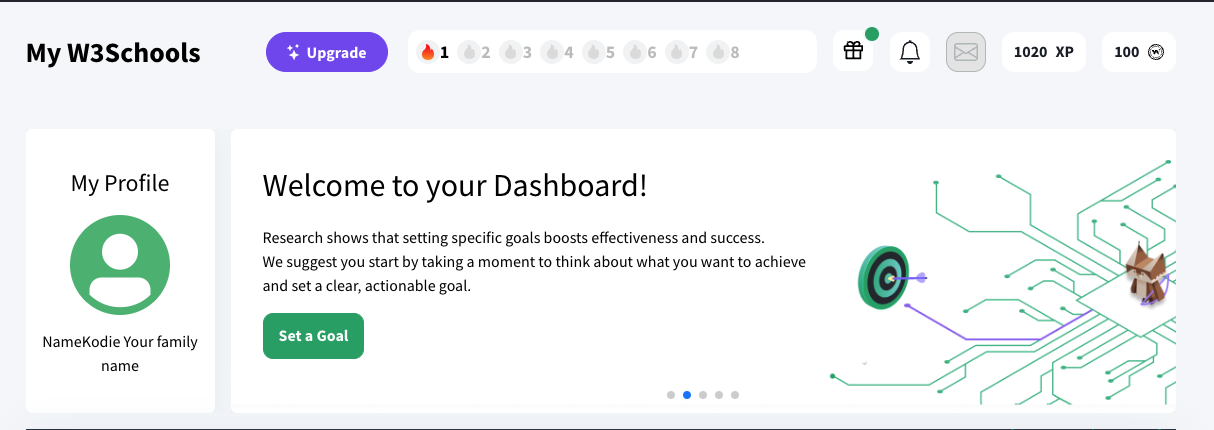 My W3Schools
Upgrade
1 2 3 4 5 6 7 8
1020 XP
100
My Profile
NameKodie Your family
name
Welcome to your Dashboard!
Research shows that setting specific goals boosts effectiveness and success.
We suggest you start by taking a moment to think about what you want to achieve
and set a clear, actionable goal.
Set a Goal